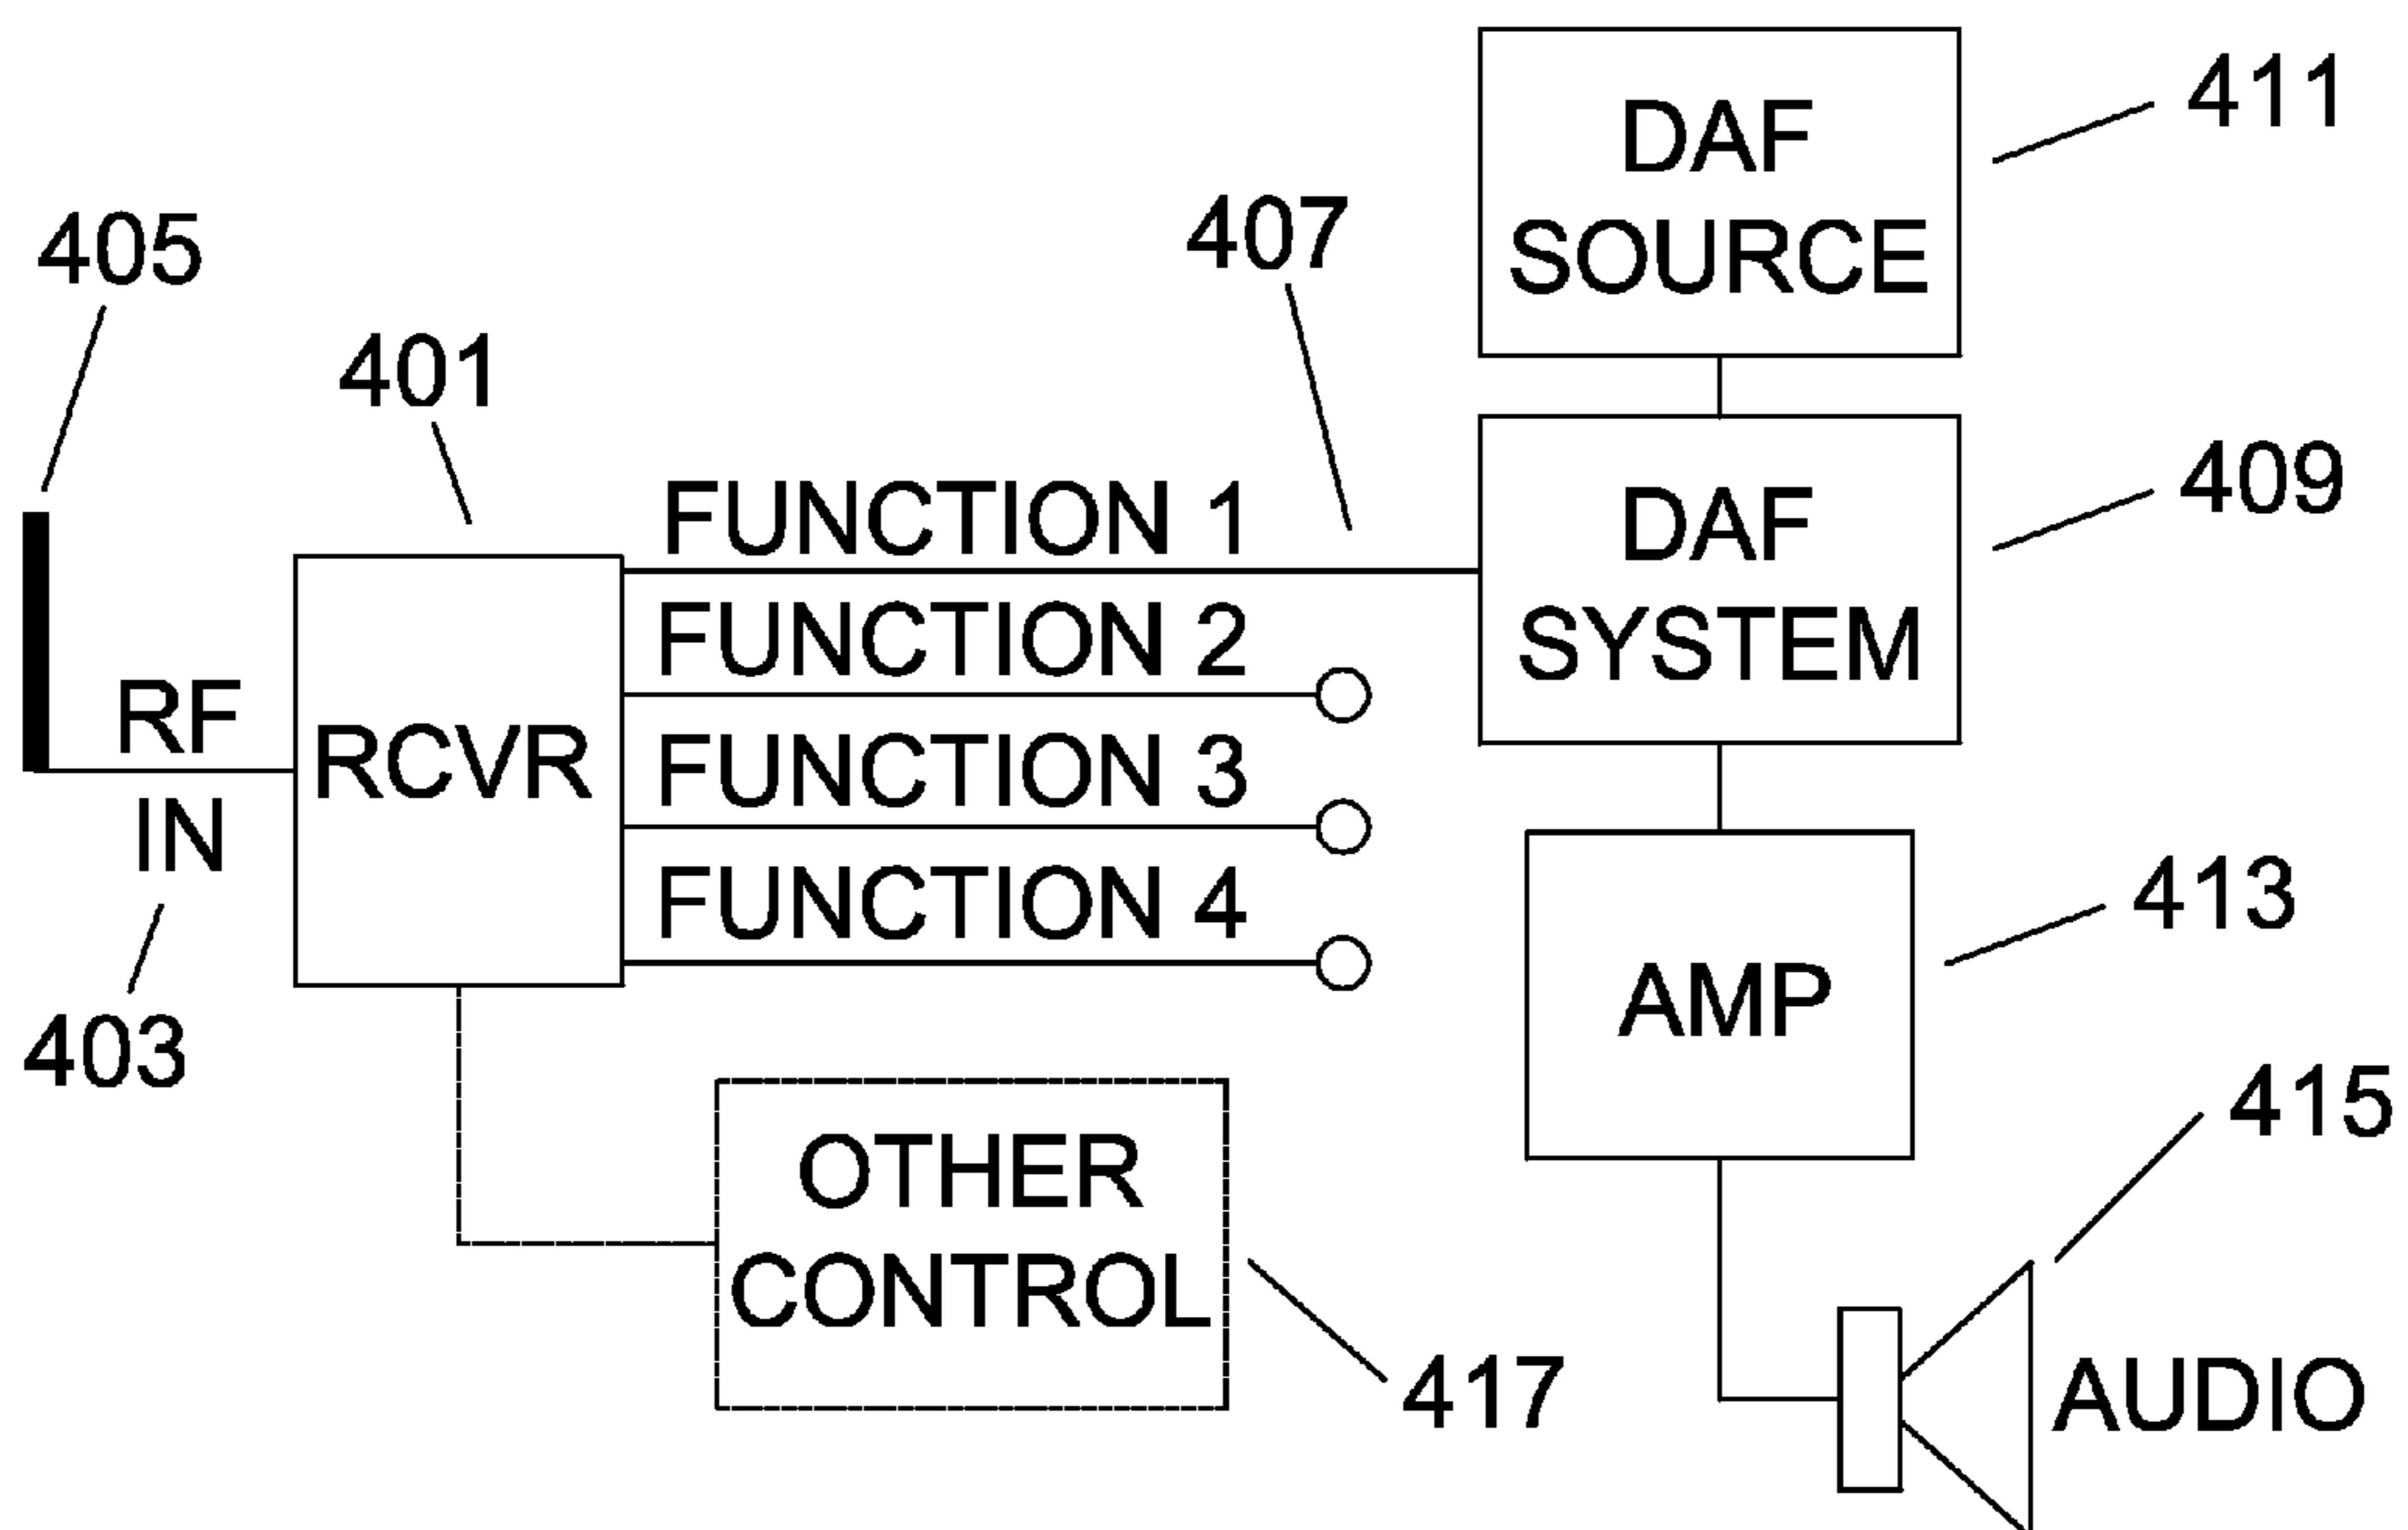 DAF
SOURCE
411
405
407
401
DAF
SYSTEM
409
FUNCTION 1
FUNCTION 2
FUNCTION 3
FUNCTION 4
RF
IN
RCVR
403
AMP
413
OTHER
CONTROL
417
415
AUDIO